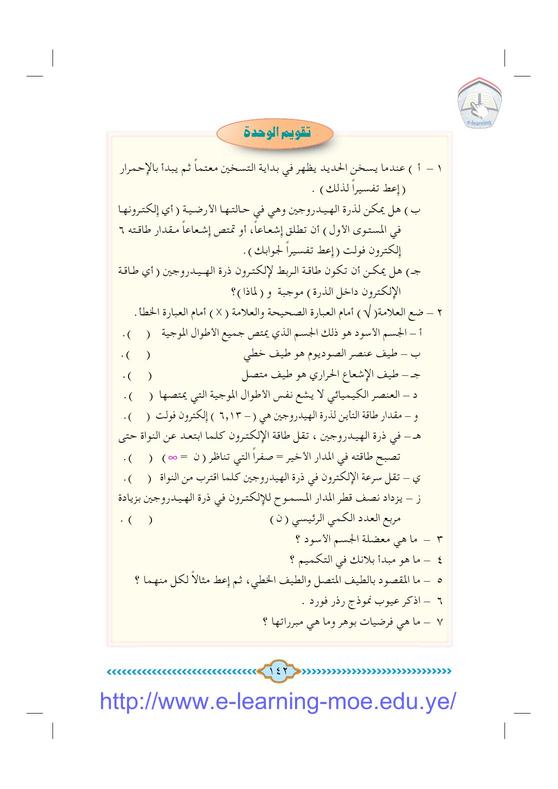 e-learning
تقويم الوحدة
١ – أ ) عندما يسخن الحديد يظهر في بداية التسخين معتماً ثم يبدأ بالإحمرار
( إعط تفسيراً لذلك ) .
ب ) هل يمكن لذرة الهيدروجين وهي في حالتها الأرضية ( أي إلكترونها
في المستوى الأول ) أن تطلق إشعاعاً، أو تمتص إشعاعاً مقدار طاقته ٦
إلكترون فولت ( إعط تفسيراً لجوابك ) .
جـ ) هل يمكن أن تكون طاقة الربط لإلكترون ذرة الهيدروجين ( أي طاقة
الإلكترون داخل الذرة ) موجبة و ( لماذا )؟
٢ – ضع العلامة( √ ) أمام العبارة الصحيحة والعلامة ( × ) أمام العبارة الخطأ.
أ – الجسم الأسود هو ذلك الجسم الذي يمتص جميع الأطوال الموجية ( ) .
ب – طيف عنصر الصوديوم هو طيف خطي ( ) .
جـ – طيف الإشعاع الحراري هو طيف متصل ( ) .
د – العنصر الكيميائي لا يشع نفس الأطوال الموجية التي يمتصها ( ) .
و – مقدار طاقة التأين لذرة الهيدروجين هي ( – ٦,١٣ ) إلكترون فولت ( ) .
هـ – في ذرة الهيدروجين ، تقل طاقة الإلكترون كلما ابتعد عن النواة حتى
تصبح طاقته في المدار الأخير = صفراً التي تناظر ( ن = ∞ ) ( ) .
ي – تقل سرعة الإلكترون في ذرة الهيدروجين كلما اقترب من النواة ( ) .
ز – يزداد نصف قطر المدار المسموح للإلكترون في ذرة الهيدروجين بزيادة
مربع العدد الكمي الرئيسي ( ن ) ( ) .
٣ – ما هي معضلة الجسم الأسود ؟
٤ – ما هو مبدأ بلانك في التكميم ؟
٥ – ما المقصود بالطيف المتصل والطيف الخطي، ثم إعط مثالاً لكل منهما ؟
٦ – اذكر عيوب نموذج رذر فورد .
٧ – ما هي فرضيات بوهر وما هي مبرراتها ؟
١٤٢
http://www.e-learning-moe.edu.ye/